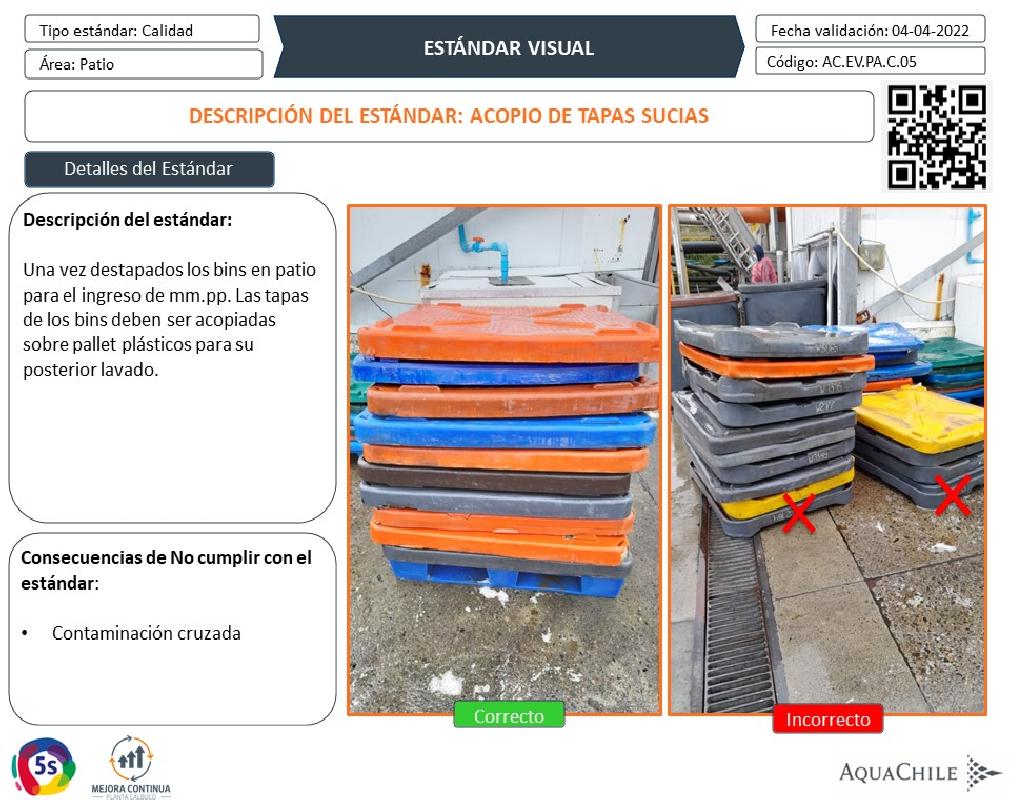 Tipo estándar: Calidad
Área: Patio
ESTÁNDAR VISUAL
Fecha validación: 04-04-2022
Código: AC.EV.PA.C.05
DESCRIPCIÓN DEL ESTÁNDAR: ACOPIO DE TAPAS SUCIAS
Detalles del Estándar
Descripción del estándar:
Una vez destapados los bins en patio
para el ingreso de mm.pp. Las tapas
de los bins deben ser acopiadas
sobre pallet plásticos para su
posterior lavado.
Consecuencias de No cumplir con el
estándar:
• Contaminación cruzada
Correcto
Incorrecto
5s
MEJORA CONTINUA
PLANTA CALBUCO
AQUACHILE